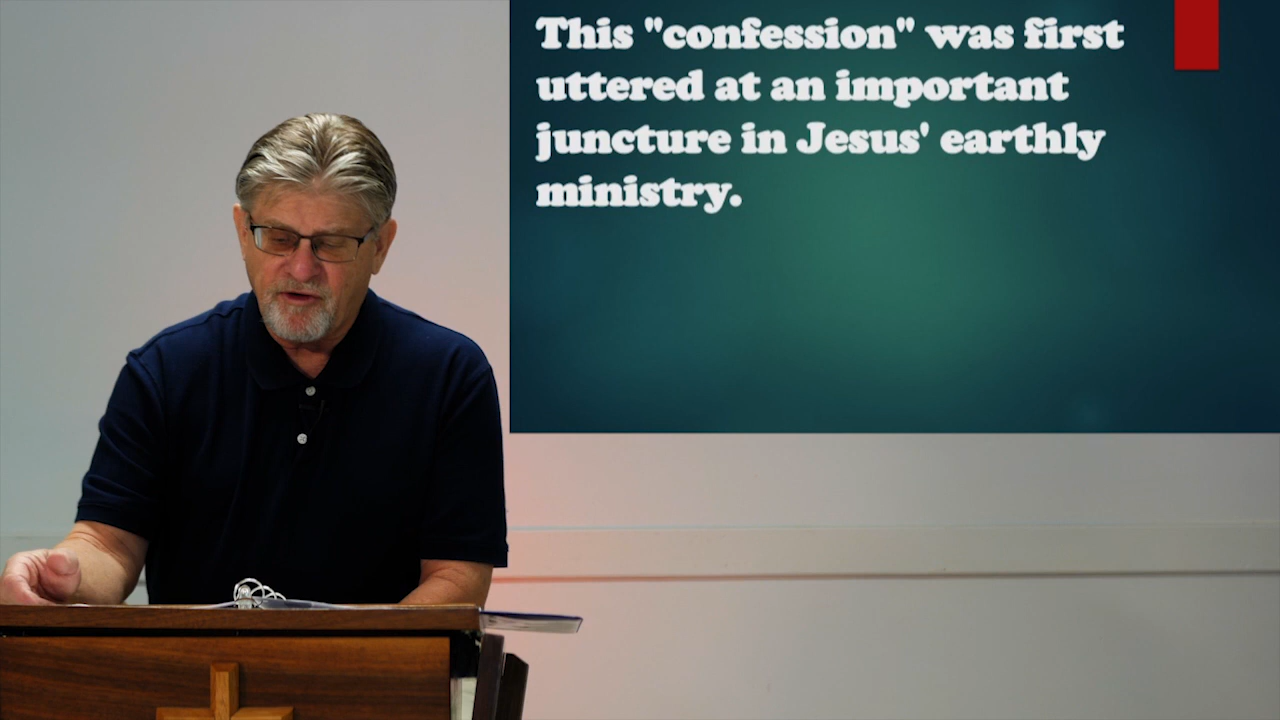 This "confession" was first
uttered at an important
juncture in Jesus' earthly
ministry.